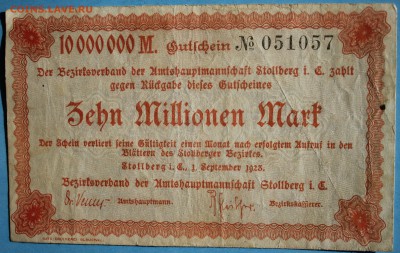 10 000 000 M. Gutschein № 051057
Der Bezirksverband der Amtshauptmannschaft Stollberg i. E. zahlt
gegen Rückgabe dieses Gutscheines
Zehn Millionen Mark
Der Schein verliert seine Gültigkeit einen Monat nach erfolgtem Aufruf in den
Blättern des Stollberger Bezirkes.
Stollberg i. E., 1. September 1923.
Bezirksverband der Amtshauptmannschaft Stollberg i. E.
Amtshauptmann. Bezirkskassierer.